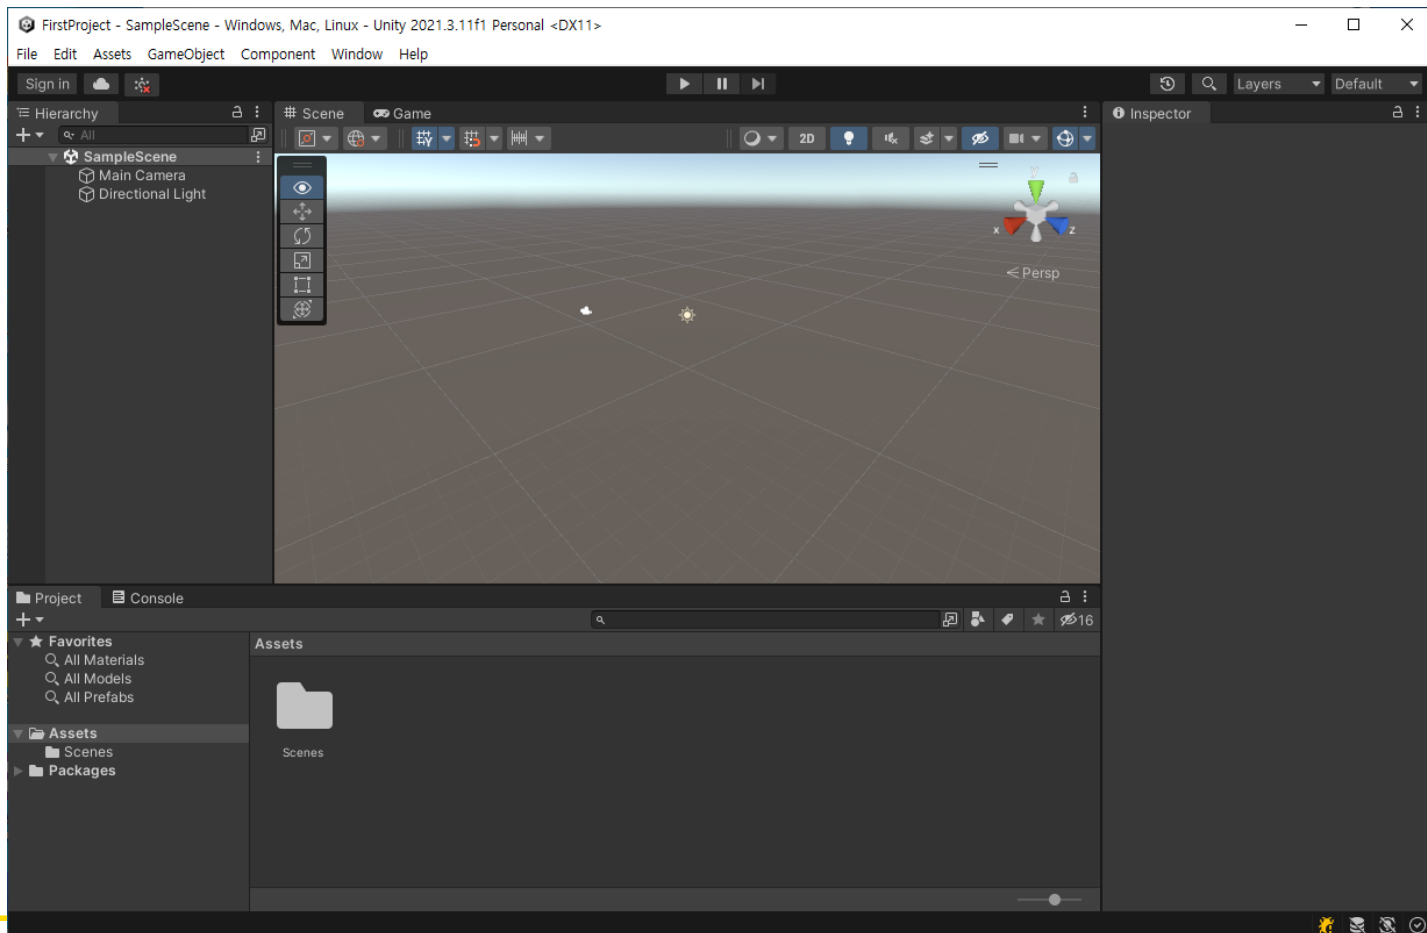 FirstProject - SampleScene - Windows, Mac, Linux - Unity 2021.3.11f1 Personal <DX11>
File Edit Assets GameObject Component Window Help
Sign in
Layers
Default
Hierarchy
Scene
Game
Inspector
All
2D
SampleScene
Main Camera
Directional Light
y
x
z
Persp
Project
Console
16
Favorites
All Materials
All Models
All Prefabs
Assets
Scenes
Packages
Assets
Scenes